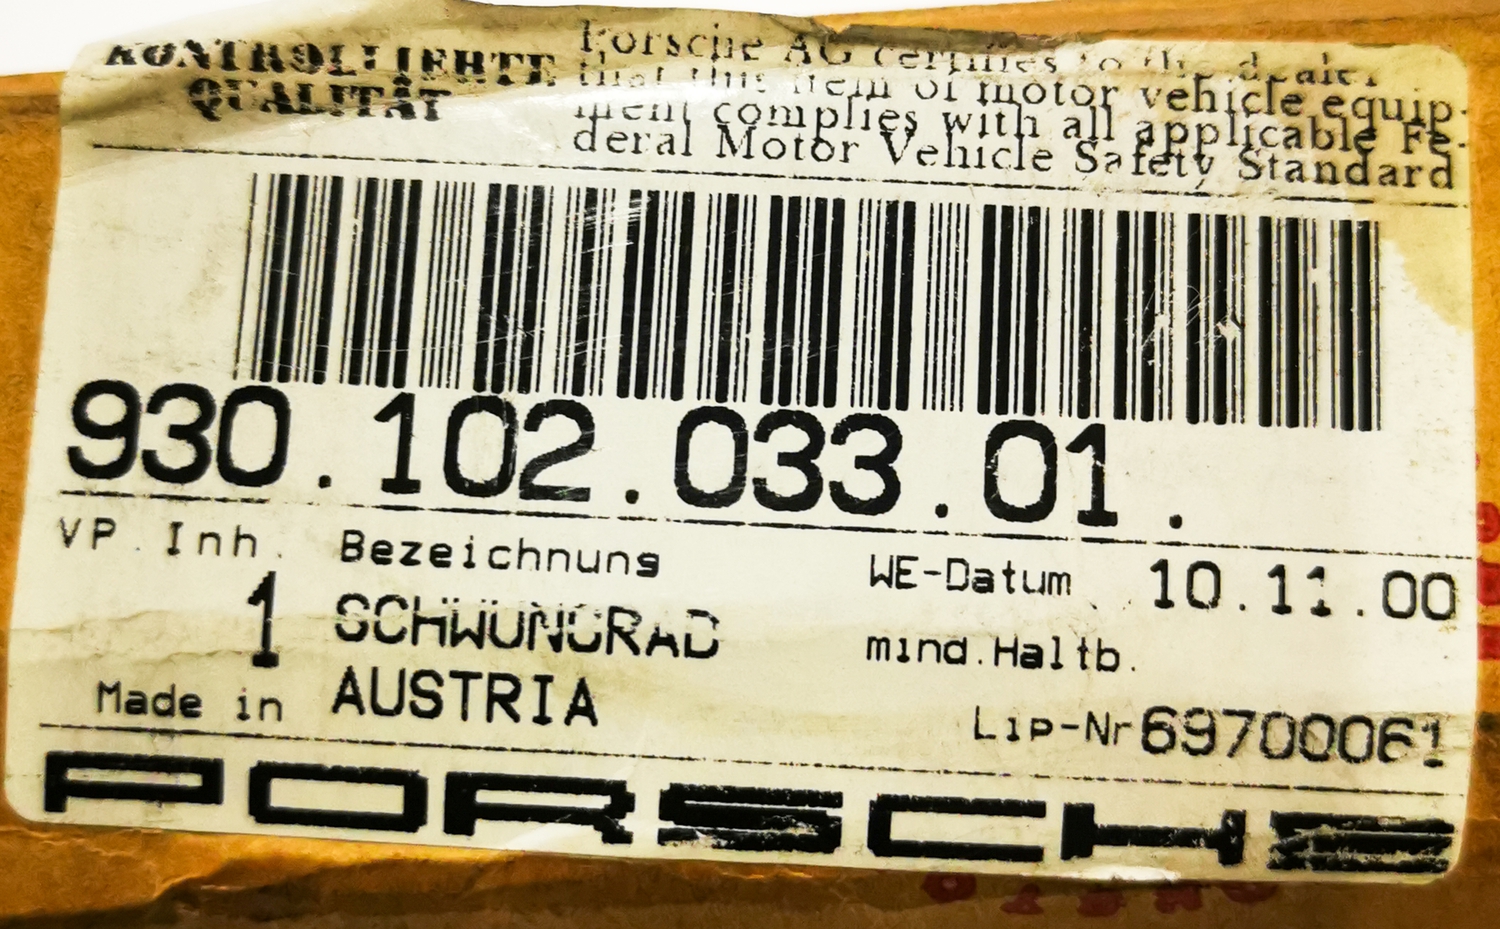 KONTROLLIERTE
QUALITÄT
Porsche AG certifies to the dealer
that this item of motor vehicle equip-
ment complies with all applicable Fe-
deral Motor Vehicle Safety Standard
930.102.033.01.
VP.Inh. Bezeichnung WE-Datum 10.11.00
1 SCHWUNGRAD mind.Haltb.
Made in AUSTRIA Lip-Nr 69700061
PORSCHE